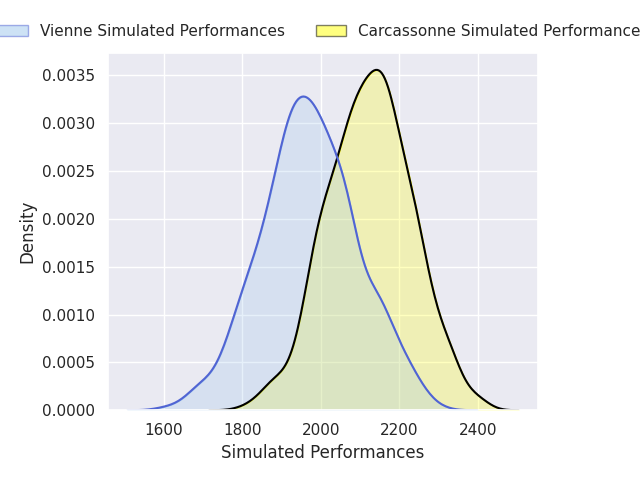 Vienne Simulated Performances
Carcassonne Simulated Performance
0.0035
0.0030
0.0025
0.0020
0.0015
0.0010
0.0005
0.0000
Density
1600 1800 2000 2200 2400
Simulated Performances